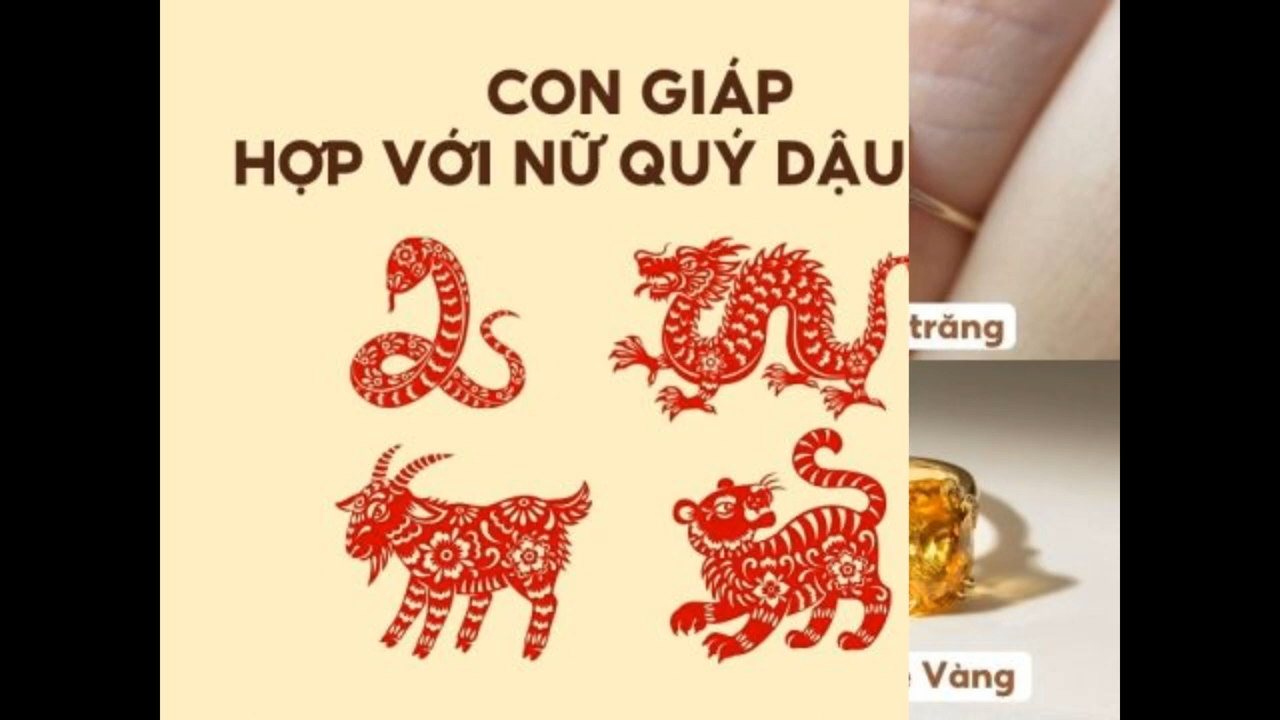 CON GIÁP
HỢP VỚI NỮ QUÝ DẬU
trăng
Vàng